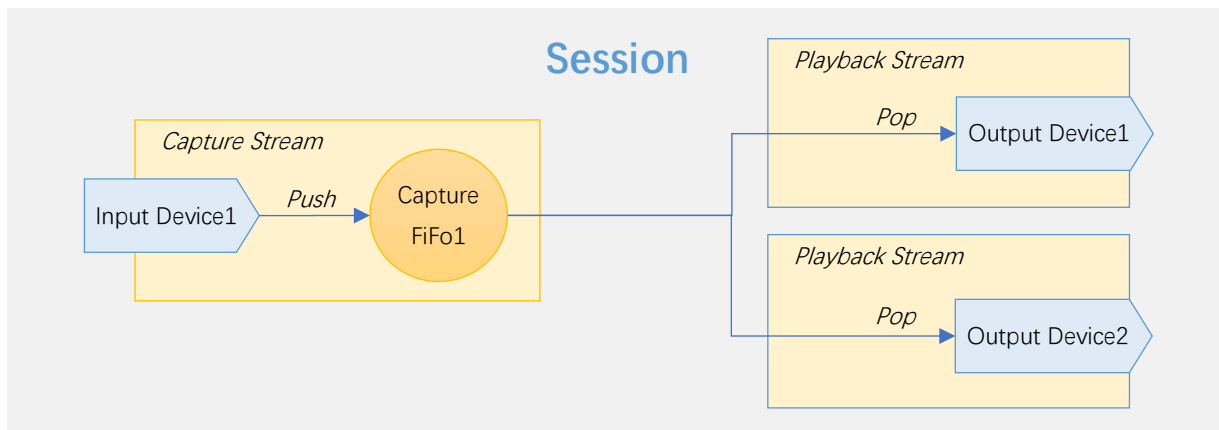 Session
Capture Stream
Input Device1
Push
Capture
FiFo1
Playback Stream
Pop
Output Device1
Playback Stream
Pop
Output Device2